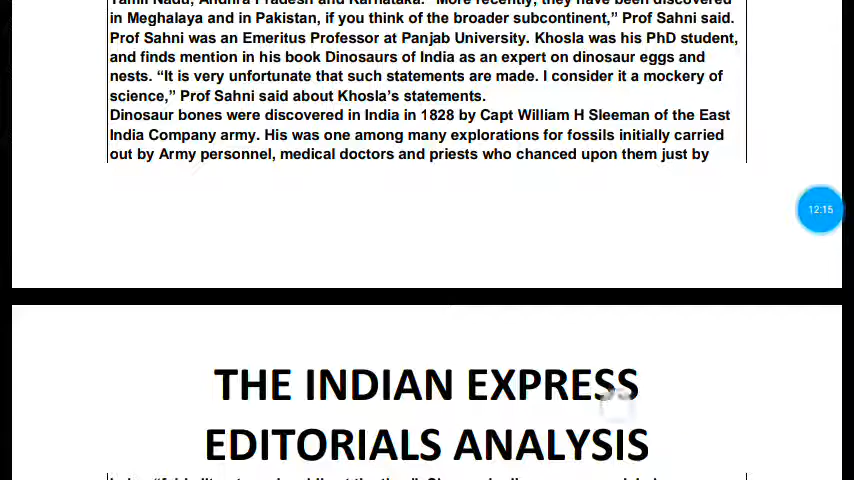 Tamil Nadu, Andhra Pradesh and Karnataka. “More recently, they have been discovered
in Meghalaya and in Pakistan, if you think of the broader subcontinent,” Prof Sahni said.
Prof Sahni was an Emeritus Professor at Panjab University. Khosla was his PhD student,
and finds mention in his book Dinosaurs of India as an expert on dinosaur eggs and
nests. “It is very unfortunate that such statements are made. I consider it a mockery of
science,” Prof Sahni said about Khosla’s statements.
Dinosaur bones were discovered in India in 1828 by Capt William H Sleeman of the East
India Company army. His was one among many explorations for fossils initially carried
out by Army personnel, medical doctors and priests who chanced upon them just by
12:15
THE INDIAN EXPRESS
EDITORIALS ANALYSIS